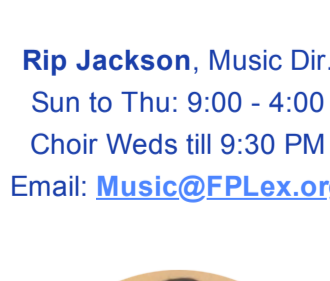 Rip Jackson, Music Dir.
Sun to Thu: 9:00 - 4:00
Choir Weds till 9:30 PM
Email: Music@FPLex.org